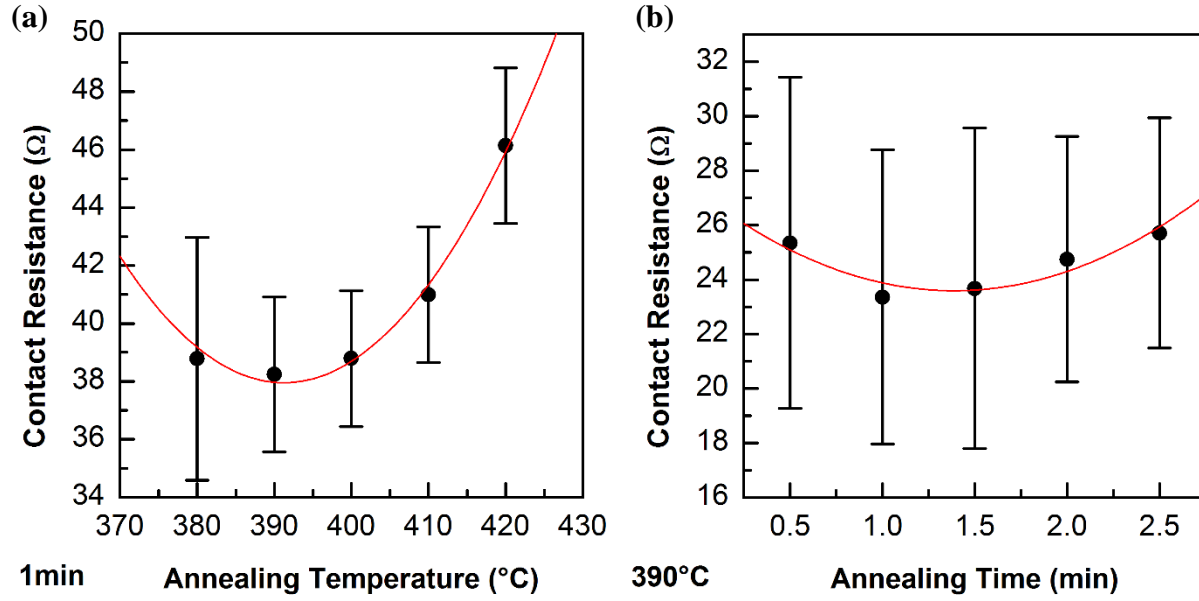 (a)
Contact Resistance (Ω)
50
48
46
44
42
40
38
36
34
370 380 390 400 410 420 430
1min Annealing Temperature (°C)
(b)
Contact Resistance (Ω)
32
30
28
26
24
22
20
18
16
0.5 1.0 1.5 2.0 2.5
390°C Annealing Time (min)